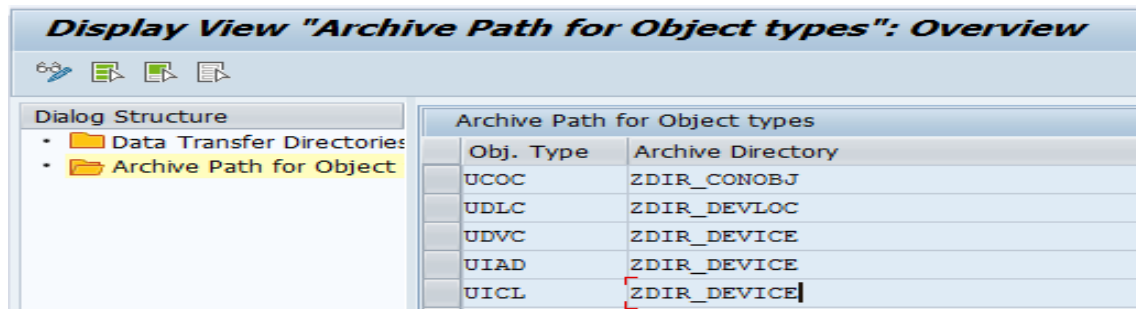 Display View "Archive Path for Object types": Overview
Dialog Structure
Data Transfer Directories
Archive Path for Object
Archive Path for Object types
Obj. Type Archive Directory
UCOC ZDIR_CONOBJ
UDLC ZDIR_DEVLOC
UDVC ZDIR_DEVICE
UIAD ZDIR_DEVICE
UICL ZDIR_DEVICE